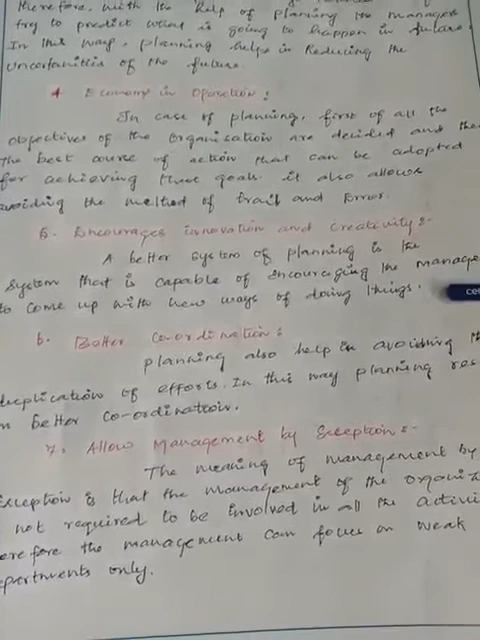 therefore, with the help of planning the managers
try to predict what is going to happen in future.
In this way, planning helps in Reducing the
Uncertainities of the future.
4 Economy in Operation :
In case of planning, first of all the
objectives of the organisation are decided and then
the best course of action that can be adopted
for achieving these goals. it also allows
avoiding the method of trail and Error.
5. Encourages innovation and Creativity :-
A better system of planning is the
system that is capable of encouraging the manage
to come up with new ways of doing things.
cel
6. Better Co-ordination :
planning also help in avoiding th
duplication of efforts. In this way planning res
in better co-ordination.
7. Allow Management by Exception :-
The meaning of management by
Exception is that the management of the organiz
not required to be involved in all the activi
erefore the management can focus on weak
epartments only.